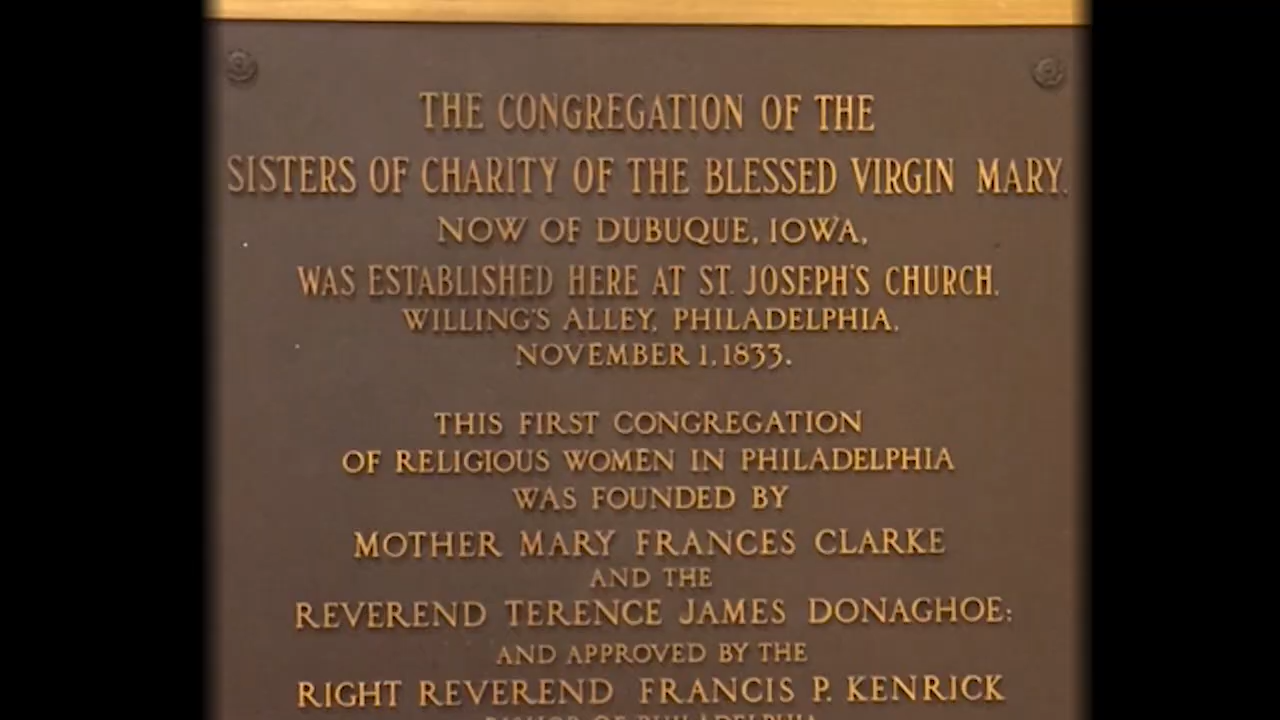 THE CONGREGATION OF THE
SISTERS OF CHARITY OF THE BLESSED VIRGIN MARY,
NOW OF DUBUQUE, IOWA,
WAS ESTABLISHED HERE AT ST. JOSEPH'S CHURCH,
WILLING'S ALLEY, PHILADELPHIA,
NOVEMBER 1, 1833.
THIS FIRST CONGREGATION
OF RELIGIOUS WOMEN IN PHILADELPHIA
WAS FOUNDED BY
MOTHER MARY FRANCES CLARKE
AND THE
REVEREND TERENCE JAMES DONAGHOE;
AND APPROVED BY THE
RIGHT REVEREND FRANCIS P. KENRICK
BISHOP OF PHILADELPHIA